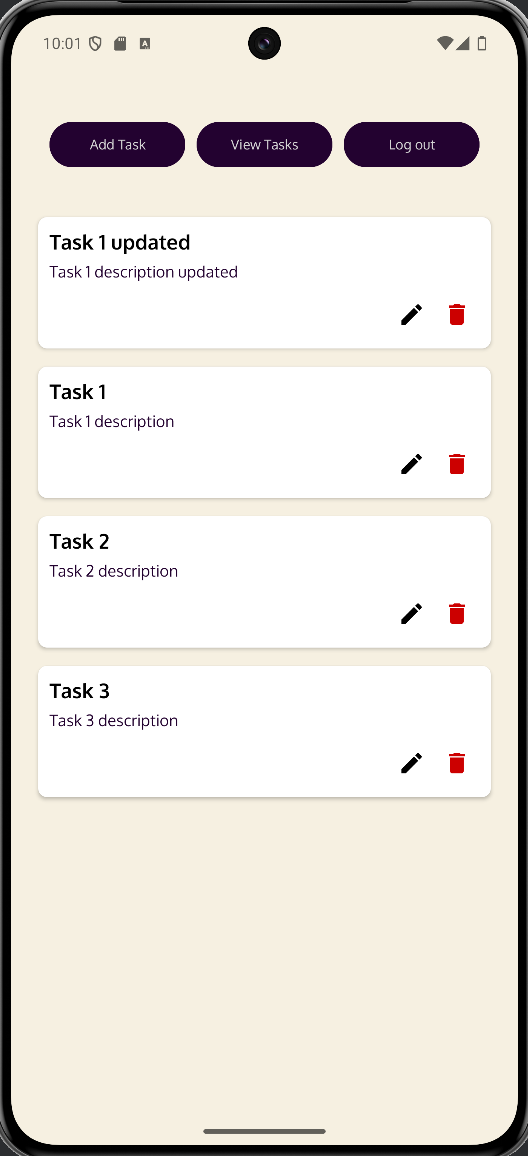 10:01 A
Add Task View Tasks Log out
Task 1 updated
Task 1 description updated
Task 1
Task 1 description
Task 2
Task 2 description
Task 3
Task 3 description